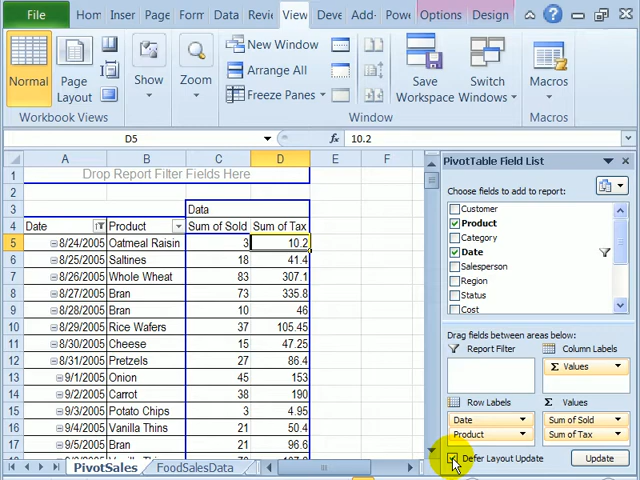 File Hom Inser Page Form Data Revie View Deve Add- Pow Options Design
Normal
Page Layout
Show
Zoom
New Window
Arrange All
Freeze Panes
Save Workspace
Switch Windows
Macros
Workbook Views Window Macros
D5 10.2
A B C D E F
1 Drop Report Filter Fields Here
2
3 Data
4 Date Product Sum of Sold Sum of Tax
5 8/24/2005 Oatmeal Raisin 3 10.2
6 8/25/2005 Saltines 18 41.4
7 8/26/2005 Whole Wheat 83 307.1
8 8/27/2005 Bran 73 335.8
9 8/28/2005 Bran 10 46
10 8/29/2005 Rice Wafers 37 105.45
11 8/30/2005 Cheese 15 47.25
12 8/31/2005 Pretzels 27 86.4
13 9/1/2005 Onion 45 153
14 9/2/2005 Carrot 38 190
15 9/3/2005 Potato Chips 3 4.95
16 9/4/2005 Vanilla Thins 21 50.4
17 9/5/2005 Bran 21 96.6
PivotSales FoodSalesData
PivotTable Field List
Choose fields to add to report:
Customer
Product
Category
Date
Salesperson
Region
Status
Cost
Drag fields between areas below:
Report Filter Column Labels
Σ Values
Row Labels Σ Values
Date Sum of Sold
Product Sum of Tax
Defer Layout Update Update